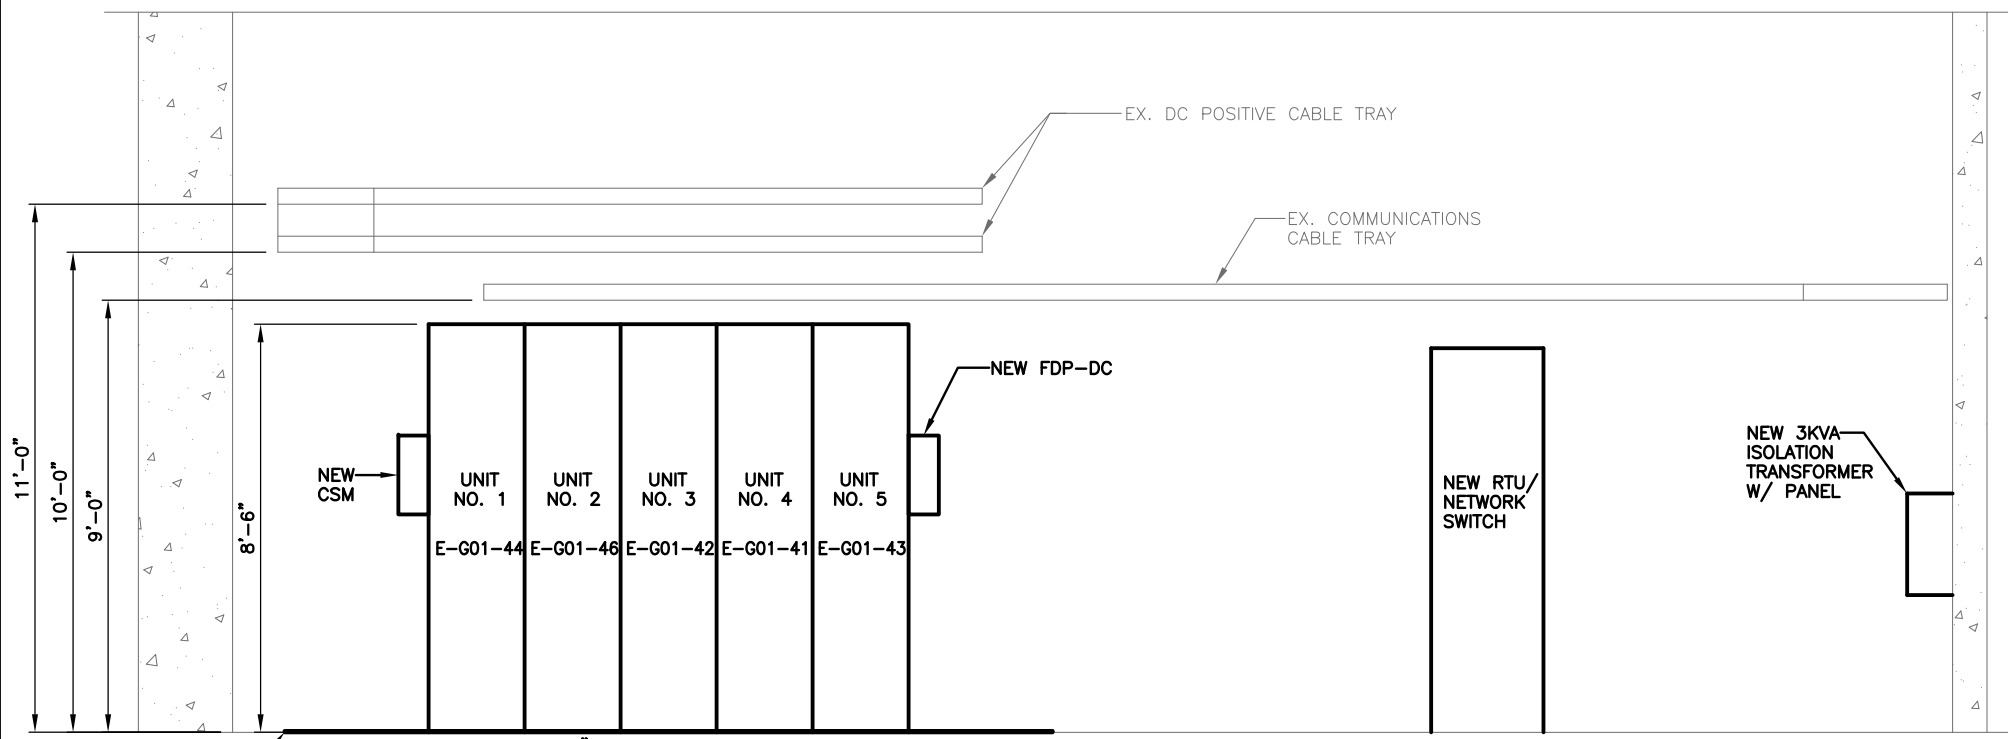 EX. DC POSITIVE CABLE TRAY
EX. COMMUNICATIONS
CABLE TRAY
11'-0"
10'-0"
9'-0"
8'-6"
NEW FDP-DC
NEW
CSM
UNIT
NO. 1
E-G01-44
UNIT
NO. 2
E-G01-46
UNIT
NO. 3
E-G01-42
UNIT
NO. 4
E-G01-41
UNIT
NO. 5
E-G01-43
NEW RTU/
NETWORK
SWITCH
NEW 3KVA
ISOLATION
TRANSFORMER
W/ PANEL